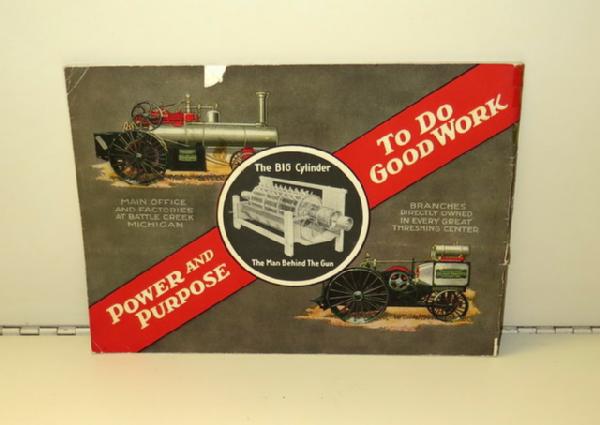 TO DO
GOOD WORK
The BIG Cylinder
MAIN OFFICE
AND FACTORIES
AT BATTLE CREEK
MICHIGAN
BRANCHES
DIRECTLY OWNED
IN EVERY GREAT
THRESHING CENTER
The Man Behind The Gun
POWER AND
PURPOSE